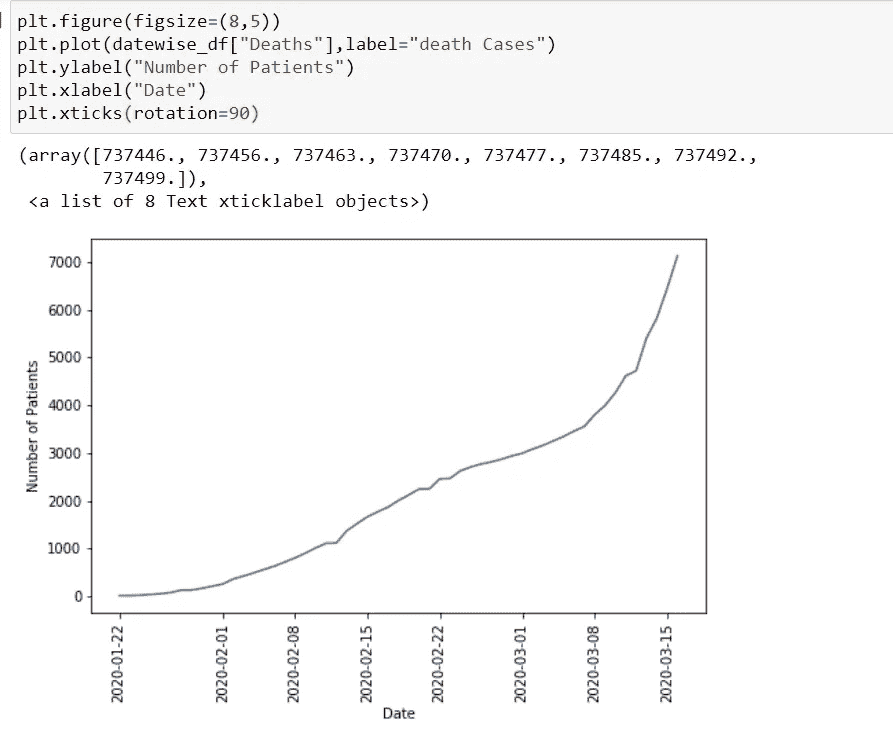 plt.figure(figsize=(8,5))
plt.plot(datewise_df["Deaths"],label="death Cases")
plt.ylabel("Number of Patients")
plt.xlabel("Date")
plt.xticks(rotation=90)
(array([737446., 737456., 737463., 737470., 737477., 737485., 737492.,
737499.]),
<a list of 8 Text xticklabel objects>)
7000
6000
5000
4000
3000
2000
1000
0
Number of Patients
2020-01-22
2020-02-01
2020-02-08
2020-02-15
2020-02-22
2020-03-01
2020-03-08
2020-03-15
Date